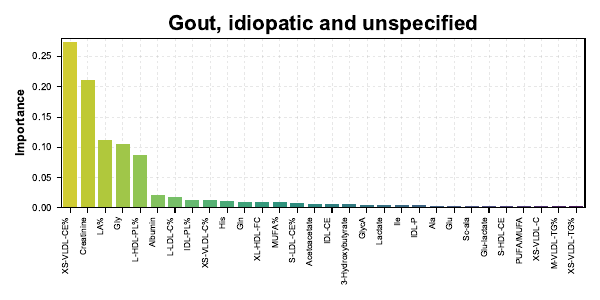 Gout, idiopatic and unspecified
Importance
0.25
0.20
0.15
0.10
0.05
0.00
XS-VLDL-CE%
Creatinine
LA%
Gly
L-HDL-PL%
Albumin
L-LDL-C%
IDL-PL%
XS-VLDL-C%
His
Gln
XL-HDL-FC
MUFA%
S-LDL-CE%
Acetoacetate
IDL-CE
3-Hydroxybutyrate
GlycA
Lactate
Ile
IDL-P
Ala
Glu
Sc-ala
Glu-lactate
S-HDL-CE
PUFA/MUFA
XS-VLDL-C
M-VLDL-TG%
XS-VLDL-TG%